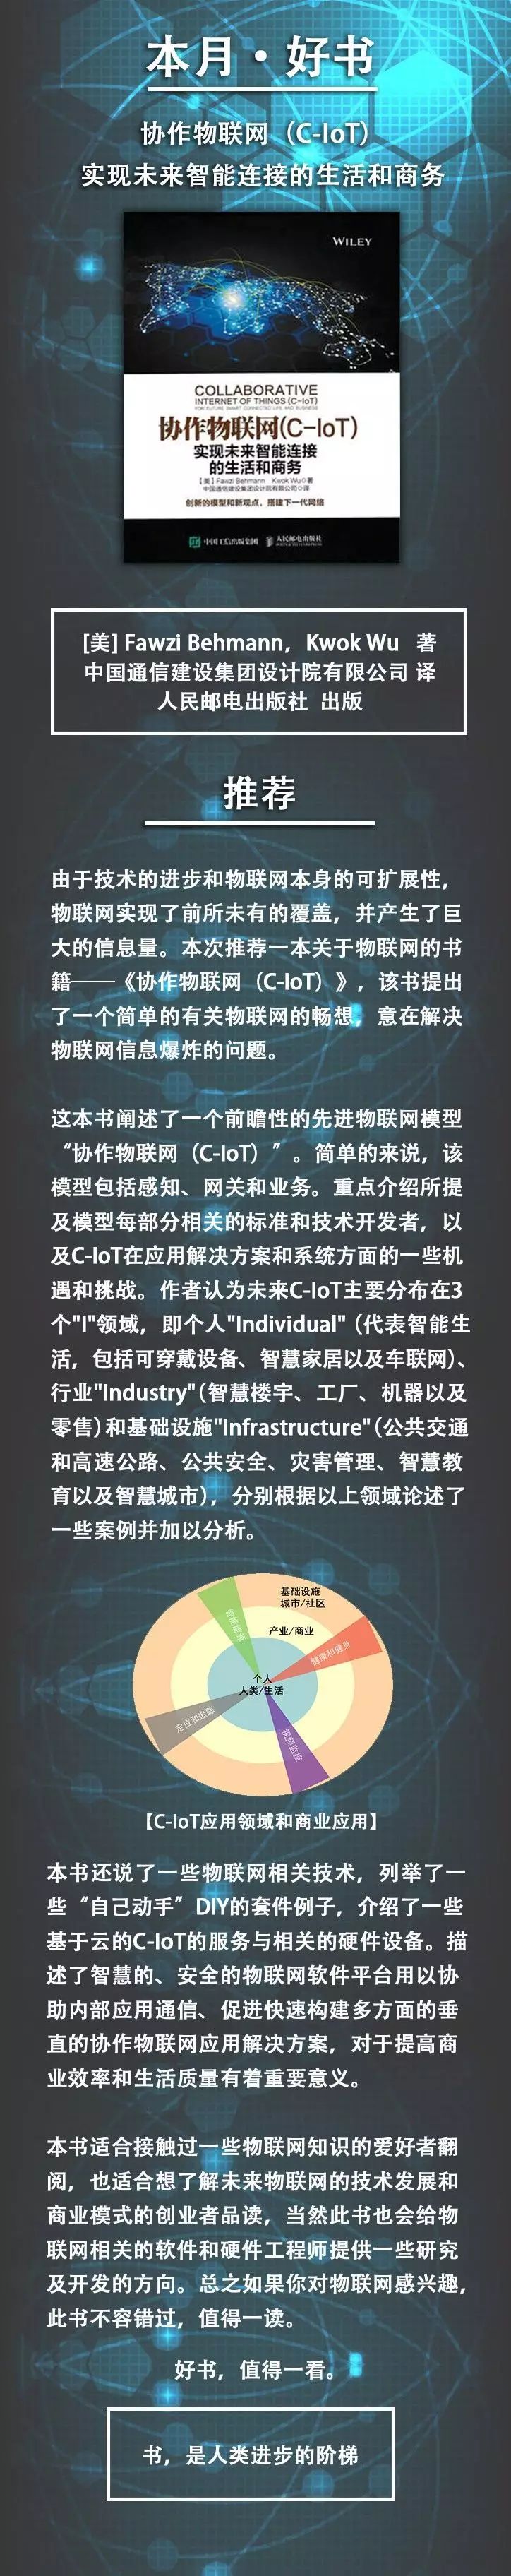 本月·好书
协作物联网（C-IoT）
实现未来智能连接的生活和商务
WILEY
COLLABORATIVE
INTERNET OF THINGS (C-IoT)
FOR FUTURE SMART CONNECTED LIFE AND BUSINESS
协作物联网(C-IoT)
实现未来智能连接
的生活和商务
[美] Fawzi Behmann Kwok Wu◎著
中国通信建设集团设计院有限公司◎译
创新的模型和新观点，搭建下一代网络
中国工信出版集团 人民邮电出版社
[美] Fawzi Behmann，Kwok Wu 著
中国通信建设集团设计院有限公司 译
人民邮电出版社 出版
推荐
由于技术的进步和物联网本身的可扩展性，
物联网实现了前所未有的覆盖，并产生了巨
大的信息量。本次推荐一本关于物联网的书
籍——《协作物联网（C-IoT）》，该书提出
了一个简单的有关物联网的畅想，意在解决
物联网信息爆炸的问题。
这本书阐述了一个前瞻性的先进物联网模型
“协作物联网（C-IoT）”。简单的来说，该
模型包括感知、网关和业务。重点介绍所提
及模型每部分相关的标准和技术开发者，以
及C-IoT在应用解决方案和系统方面的一些机
遇和挑战。作者认为未来C-IoT主要分布在3
个"I"领域，即个人"Individual"（代表智能生
活，包括可穿戴设备、智慧家居以及车联网）、
行业"Industry"（智慧楼宇、工厂、机器以及
零售）和基础设施"Infrastructure"（公共交通
和高速公路、公共安全、灾害管理、智慧教
育以及智慧城市），分别根据以上领域论述了
一些案例并加以分析。
基础设施
城市/社区
产业/商业
智能能源
健康和健身
个人
人类/生活
定位和追踪
视频监控
【C-IoT应用领域和商业应用】
本书还说了一些物联网相关技术，列举了一
些“自己动手”DIY的套件例子，介绍了一些
基于云的C-IoT的服务与相关的硬件设备。描
述了智慧的、安全的物联网软件平台用以协
助内部应用通信、促进快速构建多方面的垂
直的协作物联网应用解决方案，对于提高商
业效率和生活质量有着重要意义。
本书适合接触过一些物联网知识的爱好者翻
阅，也适合想了解未来物联网的技术发展和
商业模式的创业者品读，当然此书也会给物
联网相关的软件和硬件工程师提供一些研究
及开发的方向。总之如果你对物联网感兴趣，
此书不容错过，值得一读。
好书，值得一看。
书，是人类进步的阶梯